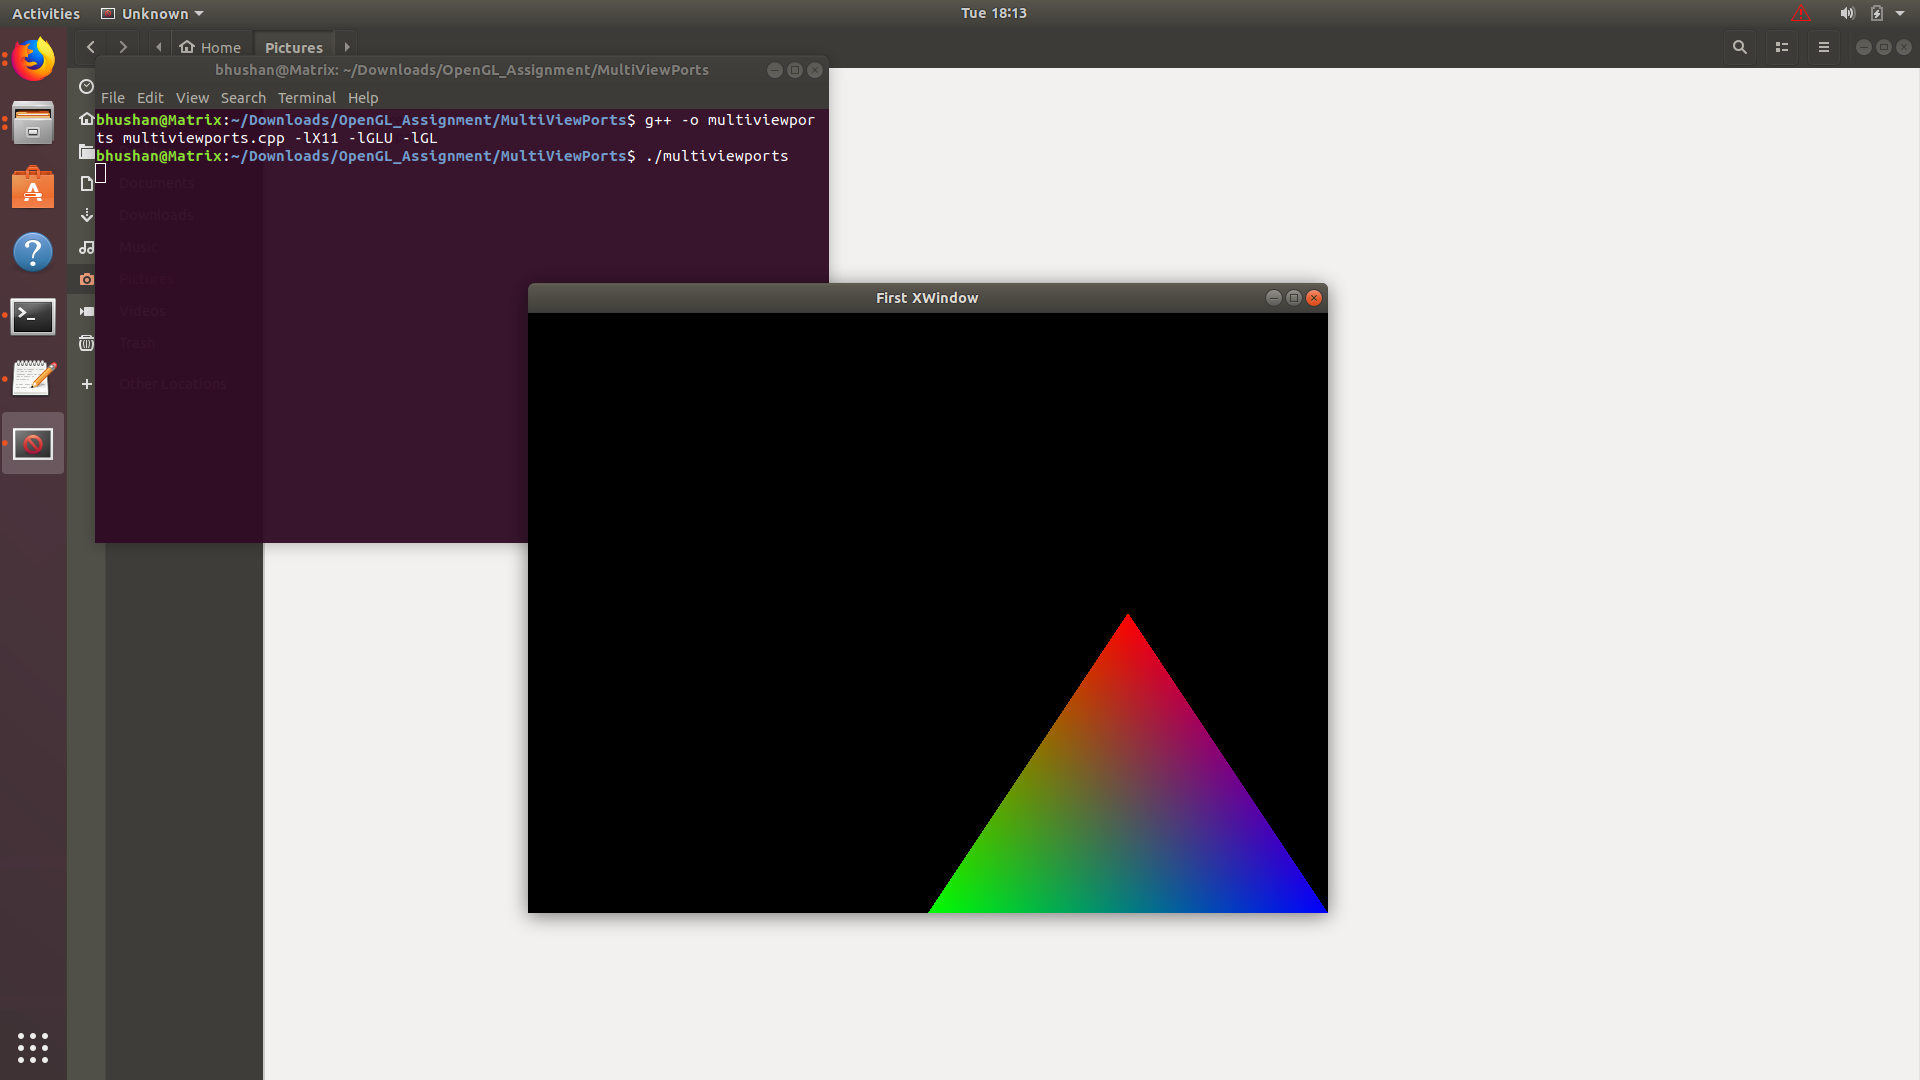 Activities Unknown Tue 18:13
Home Pictures
bhushan@Matrix: ~/Downloads/OpenGL_Assignment/MultiViewPorts
File Edit View Search Terminal Help
bhushan@Matrix:~/Downloads/OpenGL_Assignment/MultiViewPorts$ g++ -o multiviewpor
ts multiviewports.cpp -lX11 -lGLU -lGL
bhushan@Matrix:~/Downloads/OpenGL_Assignment/MultiViewPorts$ ./multiviewports
Documents
Downloads
Music
Pictures
Videos
Trash
Other Locations
First XWindow